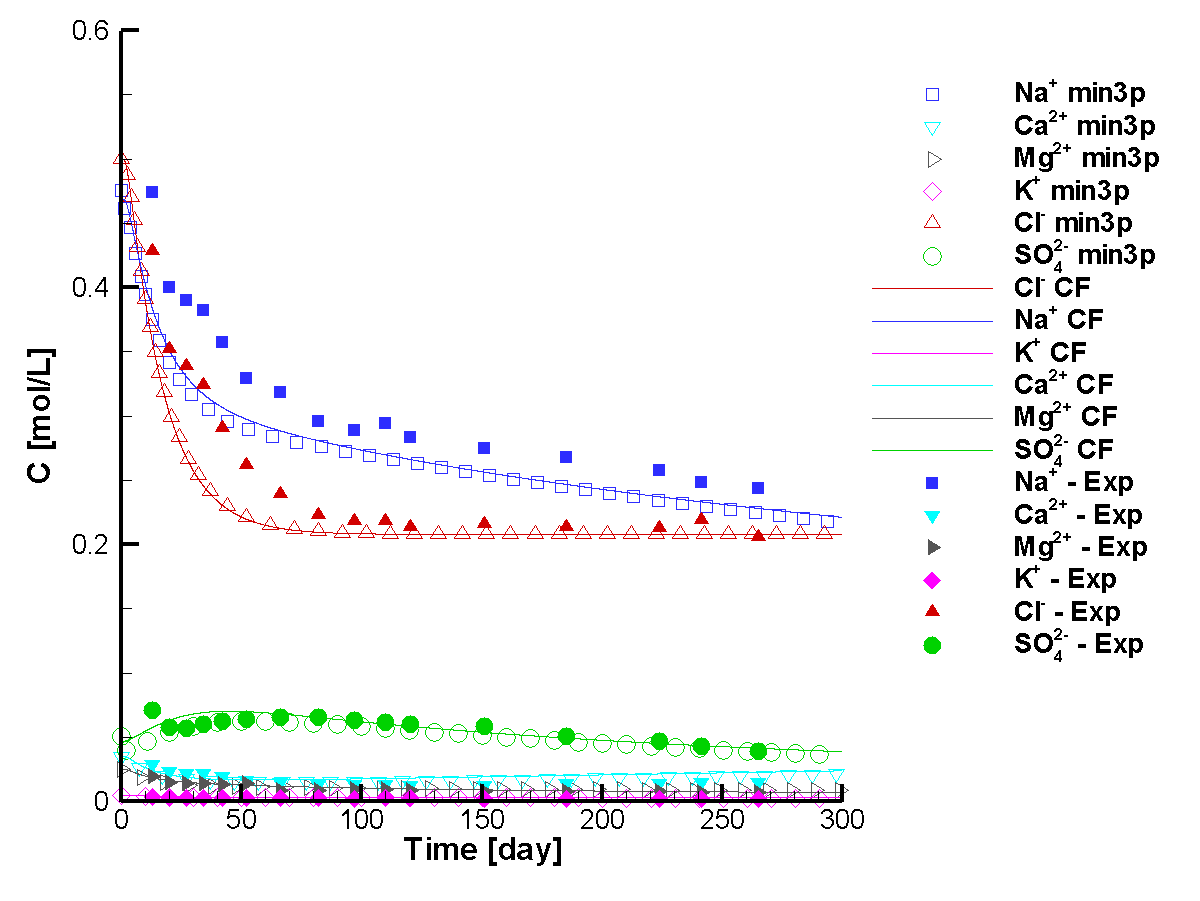 0.6
0.4
0.2
0
C [mol/L]
0 50 100 150 200 250 300
Time [day]
Na⁺ min3p
Ca²⁺ min3p
Mg²⁺ min3p
K⁺ min3p
Cl⁻ min3p
SO₄²⁻ min3p
Cl⁻ CF
Na⁺ CF
K⁺ CF
Ca²⁺ CF
Mg²⁺ CF
SO₄²⁻ CF
Na⁺ - Exp
Ca²⁺ - Exp
Mg²⁺ - Exp
K⁺ - Exp
Cl⁻ - Exp
SO₄²⁻ - Exp